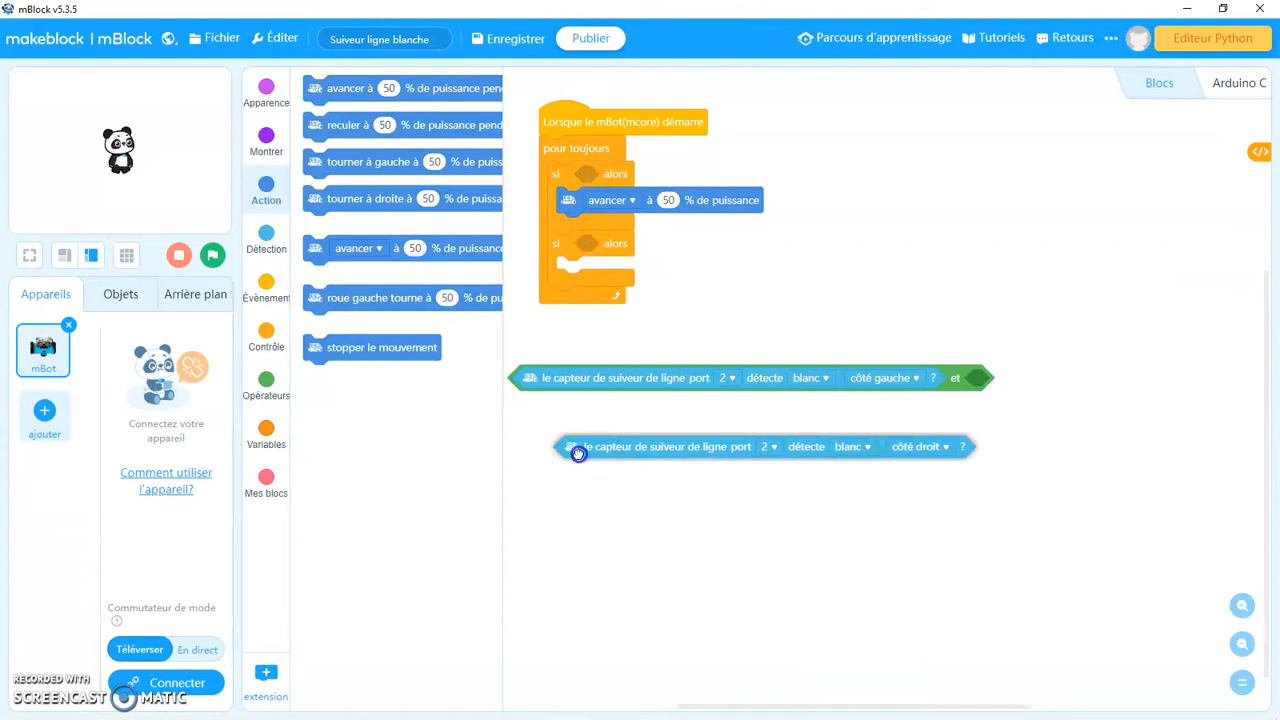 mBlock v5.3.5
makeblock | mBlock Fichier Éditer Suiveur ligne blanche Enregistrer Publier Parcours d'apprentissage Tutoriels Retours ••• Editeur Python
Blocs Arduino C
</>
Apparence
Montrer
Action
Détection
Évènement
Contrôle
Opérateurs
Variables
Mes blocs
+
extension
avancer à 50 % de puissance pen
reculer à 50 % de puissance pend
tourner à gauche à 50 % de puiss
tourner à droite à 50 % de puissa
avancer à 50 % de puissance
roue gauche tourne à 50 % de pu
stopper le mouvement
Lorsque le mBot(mcore) démarre
pour toujours
si alors
avancer à 50 % de puissance
si alors
le capteur de suiveur de ligne port 2 détecte blanc côté gauche ? et
le capteur de suiveur de ligne port 2 détecte blanc côté droit ?
Appareils Objets Arrière plan
mBot
+
ajouter
Connectez votre
appareil
Comment utiliser
l'appareil?
Commutateur de mode
?
Téléverser En direct
Connecter
RECORDED WITH
SCREENCAST MATIC